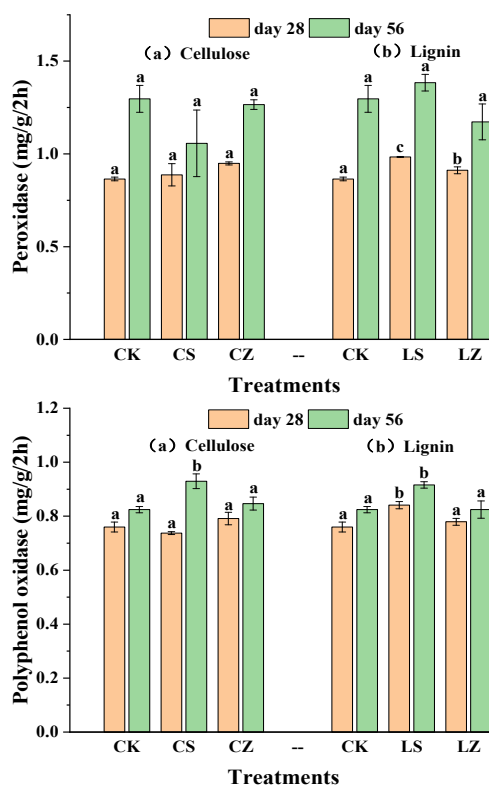 day 28 day 56
（a）Cellulose （b）Lignin
Peroxidase (mg/g/2h)
1.5
1.0
0.5
0.0
a a a a a a a a c a b a
CK CS CZ -- CK LS LZ
Treatments
day 28 day 56
（a）Cellulose （b）Lignin
Polyphenol oxidase (mg/g/2h)
1.2
1.0
0.8
0.6
0.4
0.2
0.0
a a a b a a a a b b a a
CK CS CZ -- CK LS LZ
Treatments